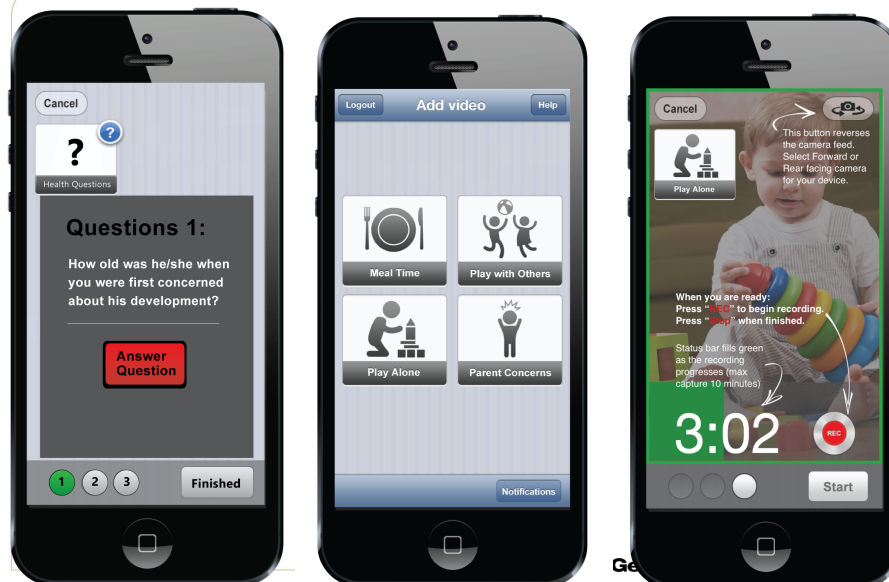 Cancel
?
?
Health Questions
Questions 1:
How old was he/she when
you were first concerned
about his development?
Answer
Question
1
2
3
Finished
Logout
Add video
Help
Meal Time
Play with Others
Play Alone
Parent Concerns
Notifications
Cancel
This button reverses
the camera feed.
Select Forward or
Rear facing camera
for your device.
Play Alone
When you are ready:
Press "REC" to begin recording.
Press "Stop" when finished.
Status bar fills green
as the recording
progresses (max
capture 10 minutes)
3:02
REC
Start
Ge